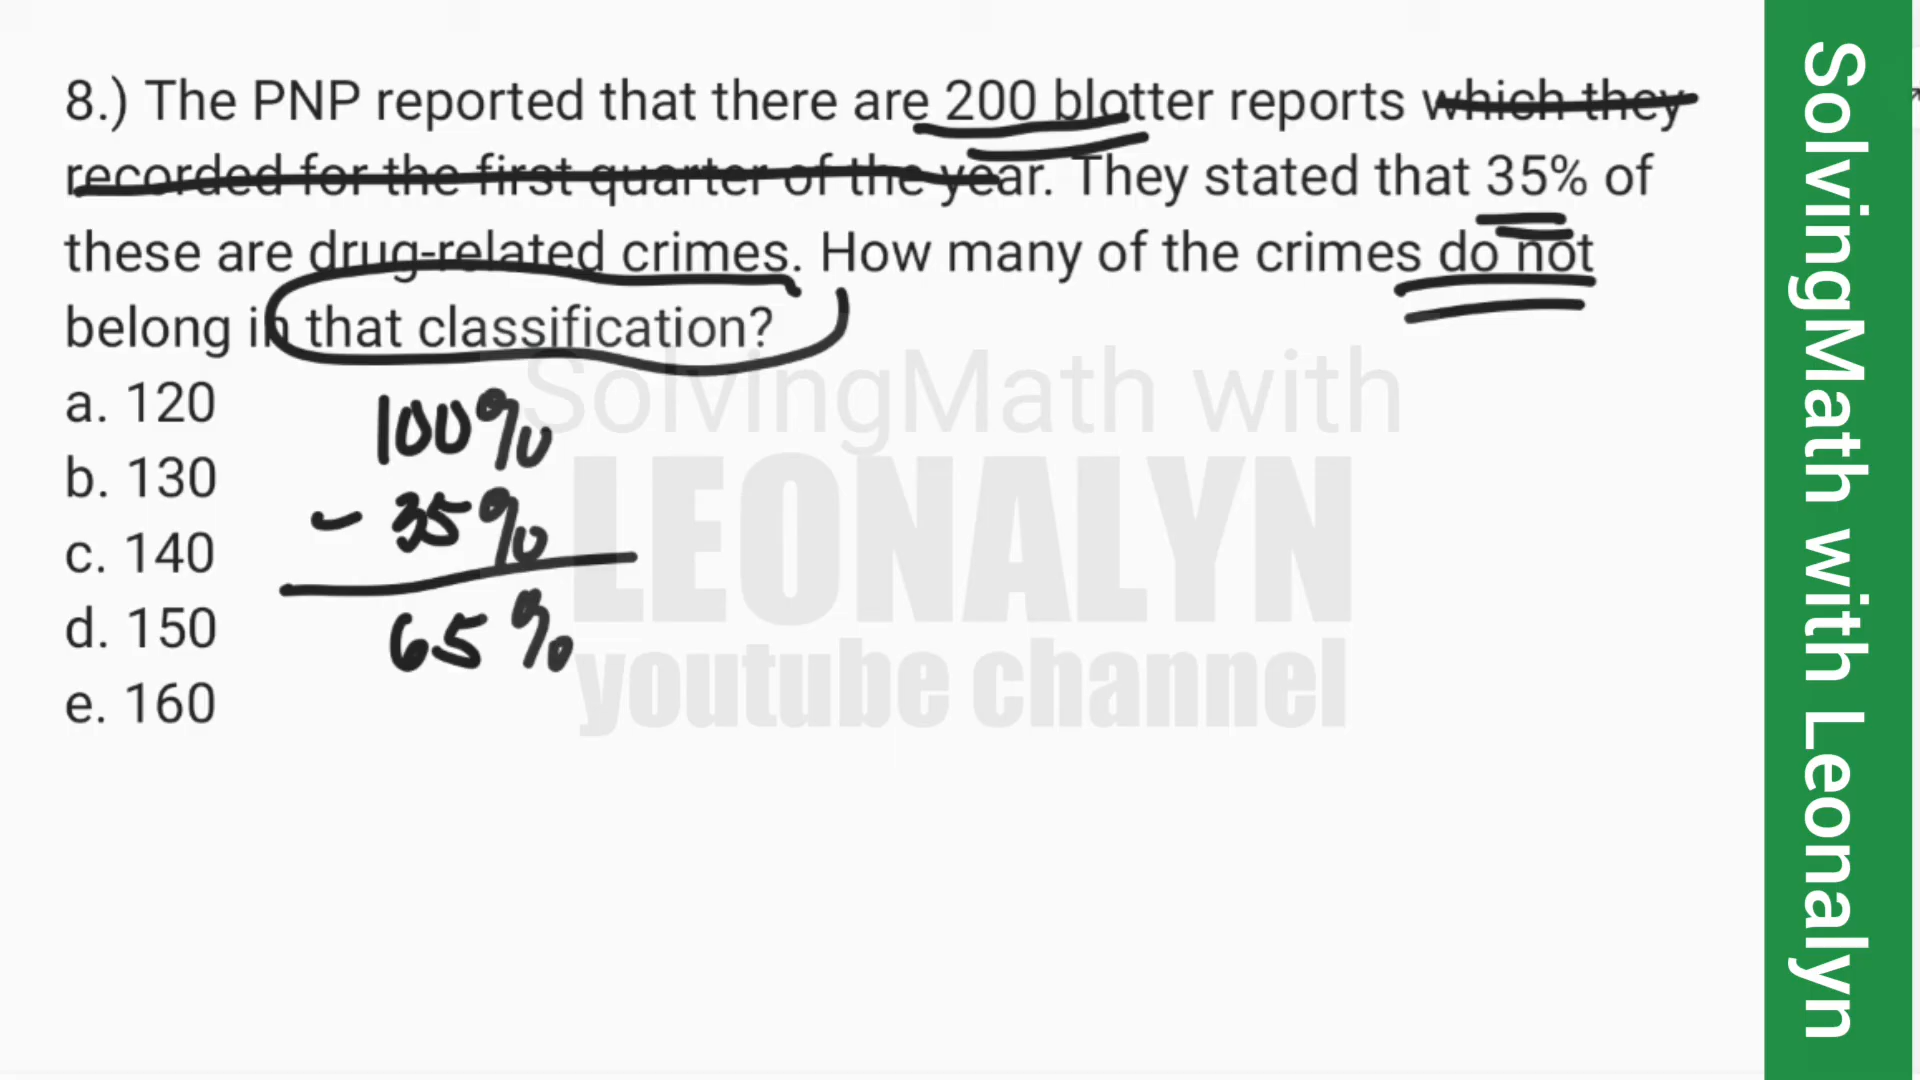 8.) The PNP reported that there are 200 blotter reports which they
recorded for the first quarter of the year. They stated that 35% of
these are drug-related crimes. How many of the crimes do not
belong in that classification?
a. 120
b. 130
c. 140
d. 150
e. 160
100%
- 35%
65%
SolvingMath with
LEONALYN
youtube channel
SolvingMath with Leonalyn